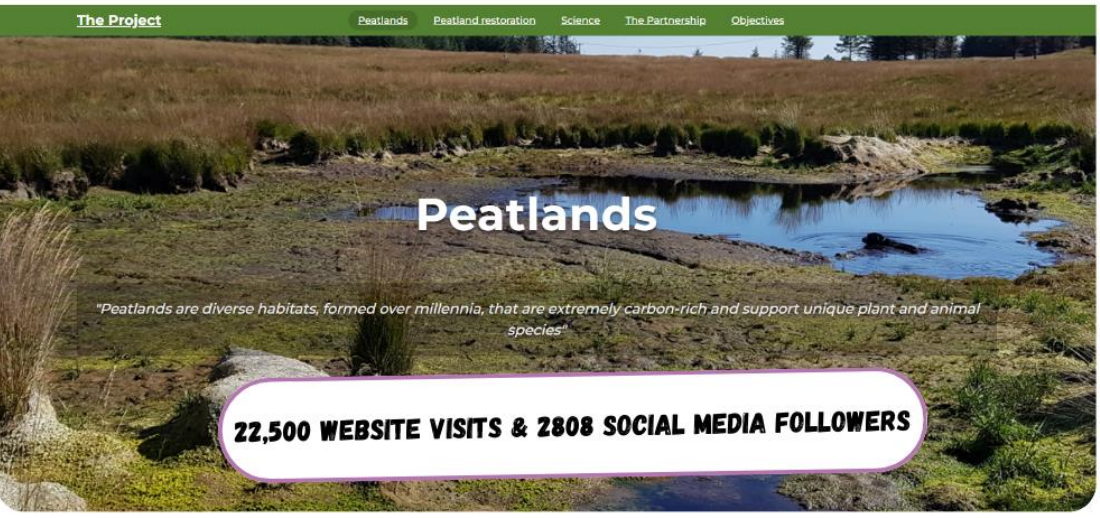 The Project
Peatlands
Peatland restoration
Science
The Partnership
Objectives
Peatlands
"Peatlands are diverse habitats, formed over millennia, that are extremely carbon-rich and support unique plant and animal
species"
22,500 WEBSITE VISITS & 2808 SOCIAL MEDIA FOLLOWERS